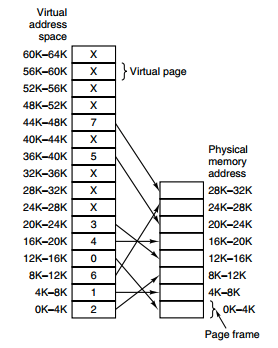 Virtual
address
space
60K–64K X
56K–60K X Virtual page
52K–56K X
48K–52K X
44K–48K 7
40K–44K X
36K–40K 5
32K–36K X
28K–32K X
24K–28K X
20K–24K 3
16K–20K 4
12K–16K 0
8K–12K 6
4K–8K 1
0K–4K 2
Physical
memory
address
28K–32K
24K–28K
20K–24K
16K–20K
12K–16K
8K–12K
4K–8K
0K–4K
Page frame